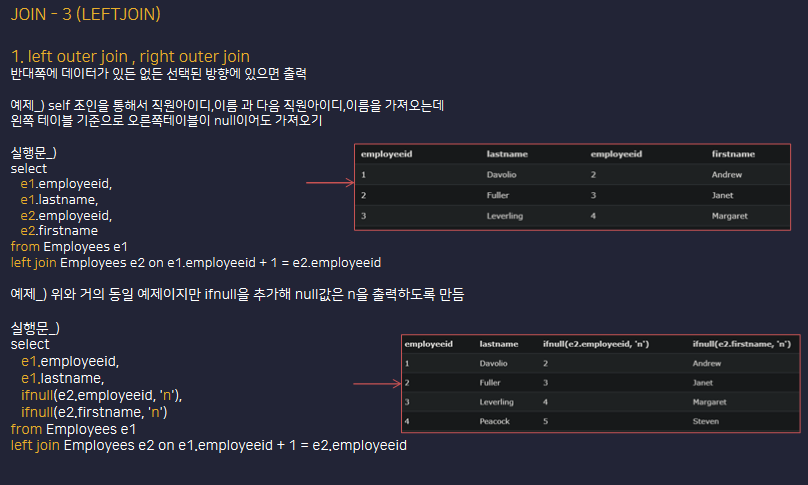 JOIN - 3 (LEFTJOIN)
1. left outer join , right outer join
반대쪽에 데이터가 있든 없든 선택된 방향에 있으면 출력
예제_) self 조인을 통해서 직원아이디,이름 과 다음 직원아이디,이름을 가져오는데
왼쪽 테이블 기준으로 오른쪽테이블이 null이어도 가져오기
실행문_)
select
e1.employeeid,
e1.lastname,
e2.employeeid,
e2.firstname
from Employees e1
left join Employees e2 on e1.employeeid + 1 = e2.employeeid
employeeid lastname employeeid firstname
1 Davolio 2 Andrew
2 Fuller 3 Janet
3 Leverling 4 Margaret
예제_) 위와 거의 동일 예제이지만 ifnull을 추가해 null값은 n을 출력하도록 만듬
실행문_)
select
e1.employeeid,
e1.lastname,
ifnull(e2.employeeid, 'n'),
ifnull(e2.firstname, 'n')
from Employees e1
left join Employees e2 on e1.employeeid + 1 = e2.employeeid
employeeid lastname ifnull(e2.employeeid, 'n') ifnull(e2.firstname, 'n')
1 Davolio 2 Andrew
2 Fuller 3 Janet
3 Leverling 4 Margaret
4 Peacock 5 Steven